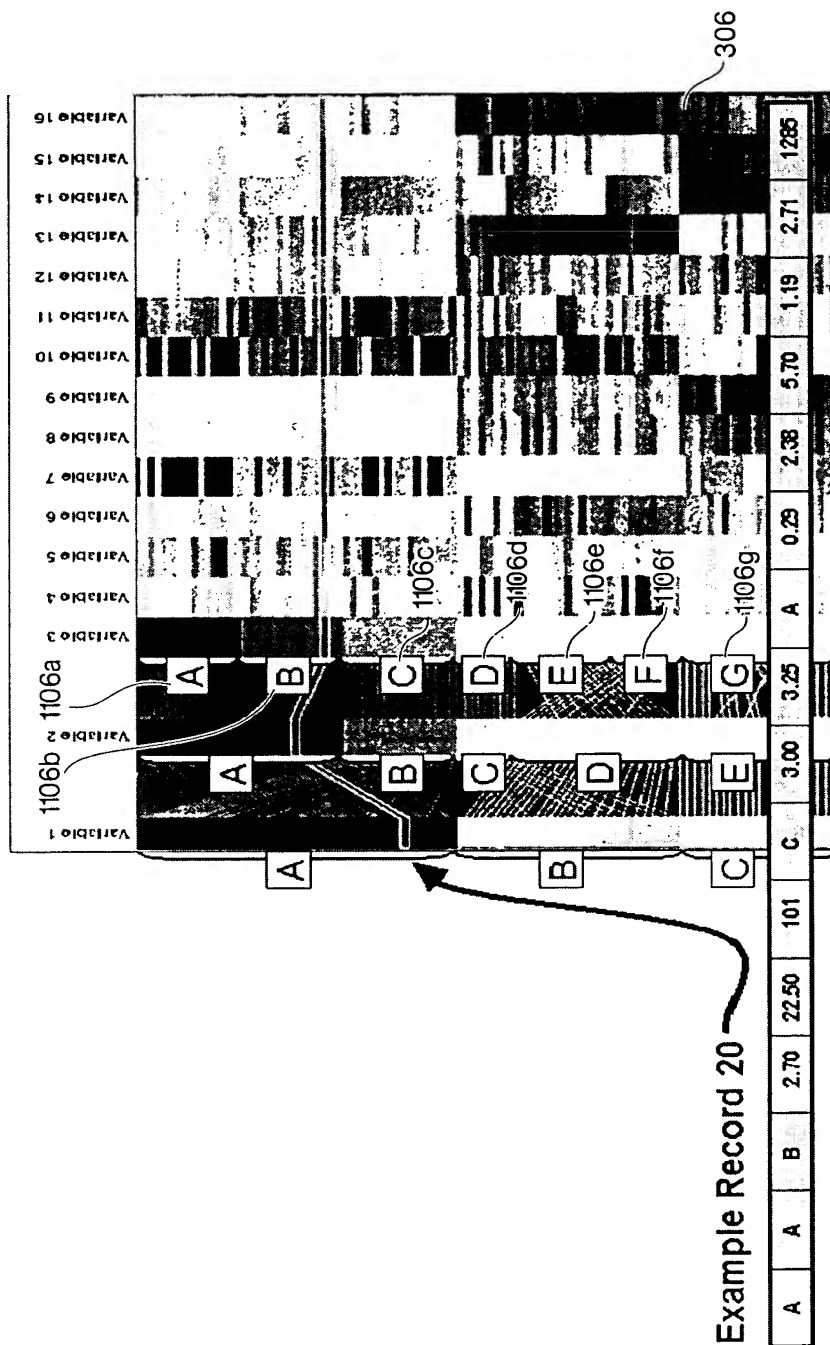 Variable 1
Variable 2
Variable 3
Variable 4
Variable 5
Variable 6
Variable 7
Variable 8
Variable 9
Variable 10
Variable 11
Variable 12
Variable 13
Variable 14
Variable 15
Variable 16
1106a
1106b
A
A
A
B
B
C
1106c
C
D
1106d
B
D
E
1106e
F
1106f
C
E
G
1106g
306
Example Record 20
A A B 2.70 22.50 101 C 3.00 3.25 A 0.29 2.38 5.70 1.19 2.71 1285